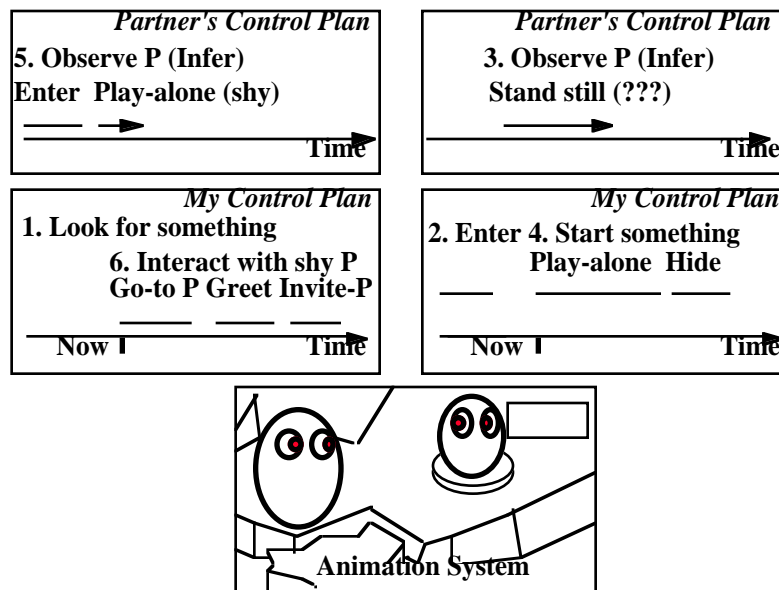 Partner's Control Plan
5. Observe P (Infer)
Enter Play-alone (shy)
Time
Partner's Control Plan
3. Observe P (Infer)
Stand still (???)
Time
My Control Plan
1. Look for something
6. Interact with shy P
Go-to P Greet Invite-P
Now Time
My Control Plan
2. Enter 4. Start something
Play-alone Hide
Now Time
Animation System